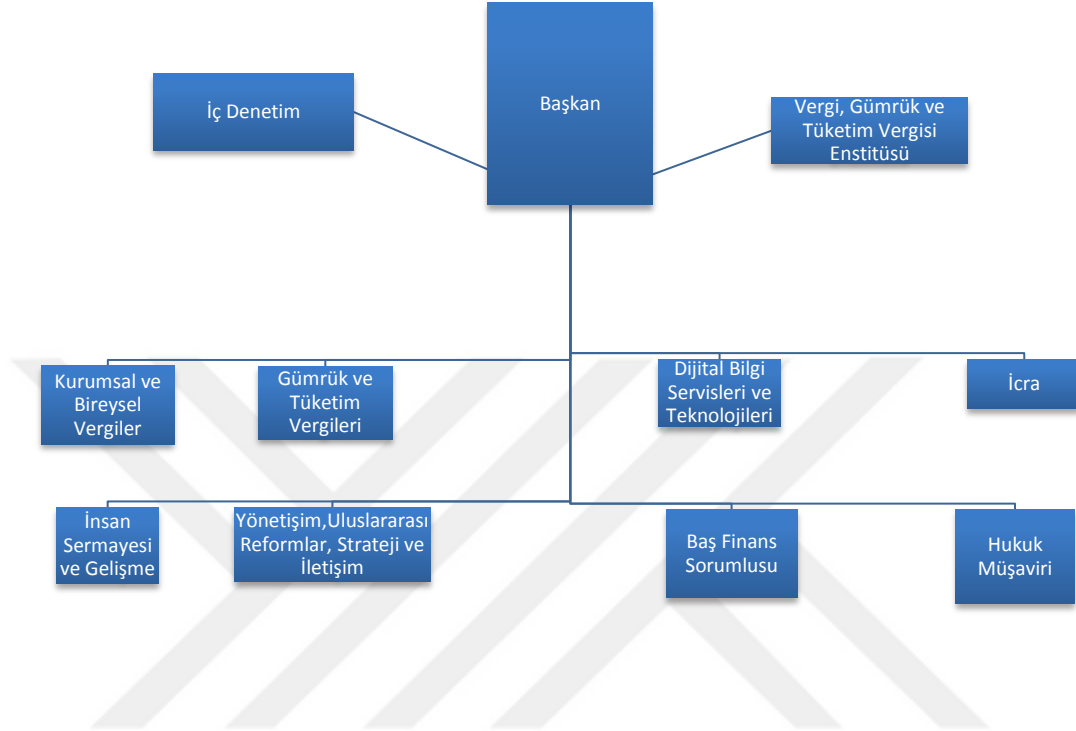 Başkan
İç Denetim
Vergi, Gümrük ve
Tüketim Vergisi
Enstitüsü
Kurumsal ve
Bireysel
Vergiler
Gümrük ve
Tüketim
Vergileri
Dijital Bilgi
Servisleri ve
Teknolojileri
İcra
İnsan
Sermayesi
ve Gelişme
Yönetişim,Uluslararası
Reformlar, Strateji ve
İletişim
Baş Finans
Sorumlusu
Hukuk
Müşaviri